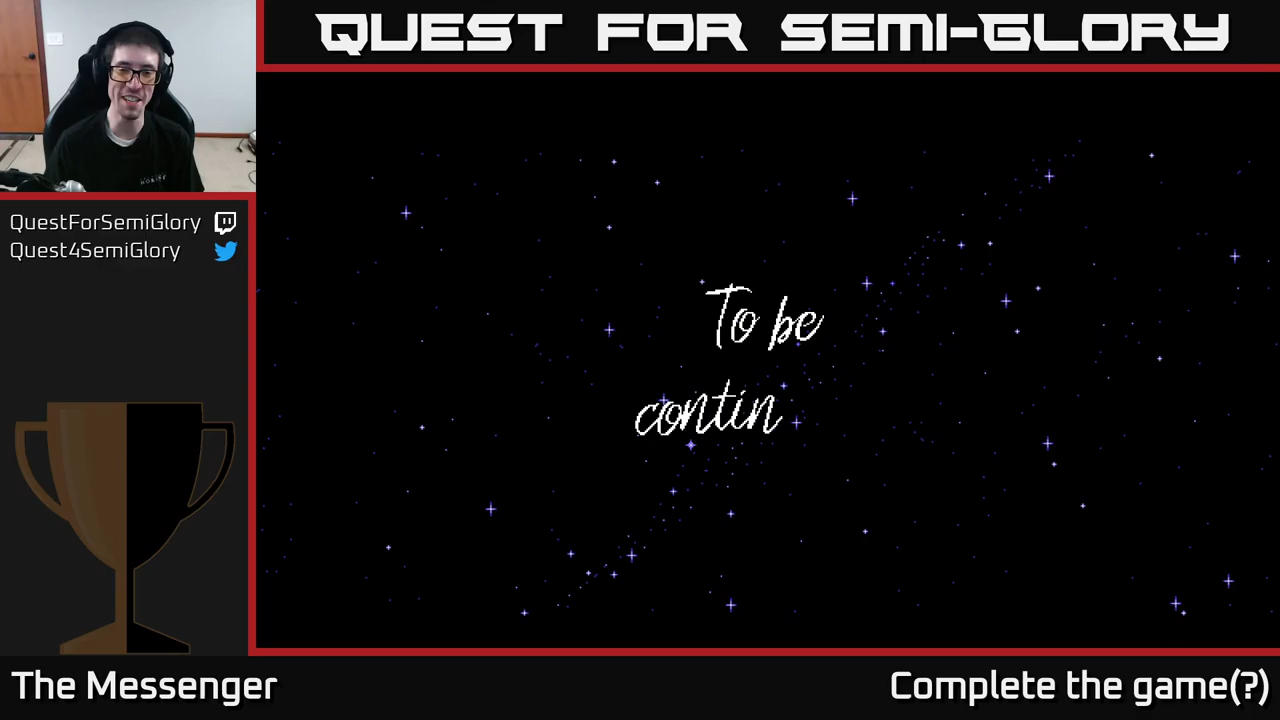 QUEST FOR SEMI-GLORY
QuestForSemiGlory
Quest4SemiGlory
To be
contin
The Messenger
Complete the game(?)